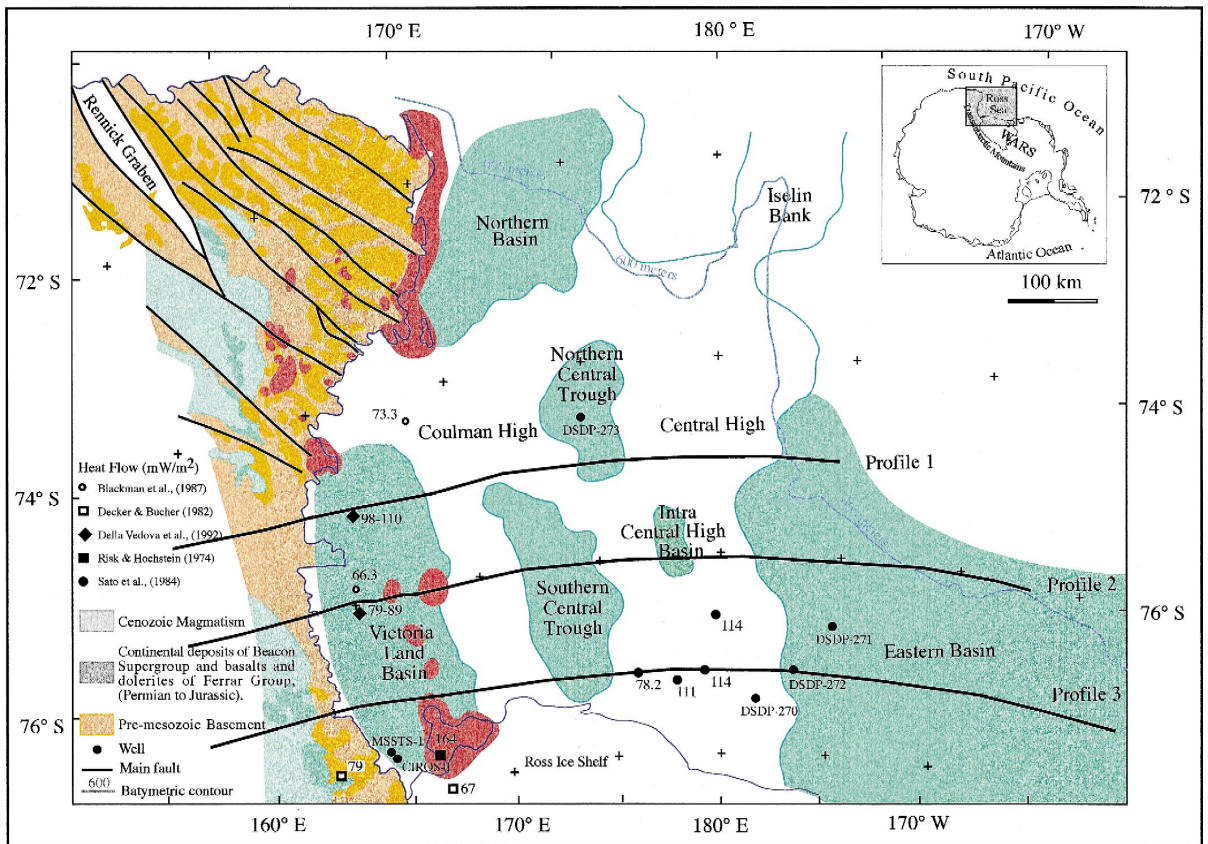 170° E
180° E
170° W
South Pacific Ocean
Ross
Sea
WARS
Transantarctic Mountains
Atlantic Ocean
100 km
Rennick Graben
72° S
72° S
Northern
Basin
Iselin
Bank
600 meters
600 meters
Northern
Central
Trough
DSDP-273
73.3
Coulman High
Central High
74° S
74° S
Profile 1
Heat Flow (mW/m²)
Blackman et al., (1987)
Decker & Bucher (1982)
Della Vedova et al., (1992)
Risk & Hochstein (1974)
Sato et al., (1984)
98-110
Intra
Central High
Basin
Profile 2
66.3
79-89
Victoria
Land
Basin
Southern
Central
Trough
114
DSDP-271
Eastern Basin
76° S
76° S
Cenozoic Magmatism
Continental deposits of Beacon
Supergroup and basalts and
dolerites of Ferrar Group,
(Permian to Jurassic).
Pre-mesozoic Basement
Well
Main fault
600
Batymetric contour
78.2
111
114
DSDP-272
DSDP-270
Profile 3
MSSTS-1
CIROS-1
164
79
67
Ross Ice Shelf
160° E
170° E
180° E
170° W